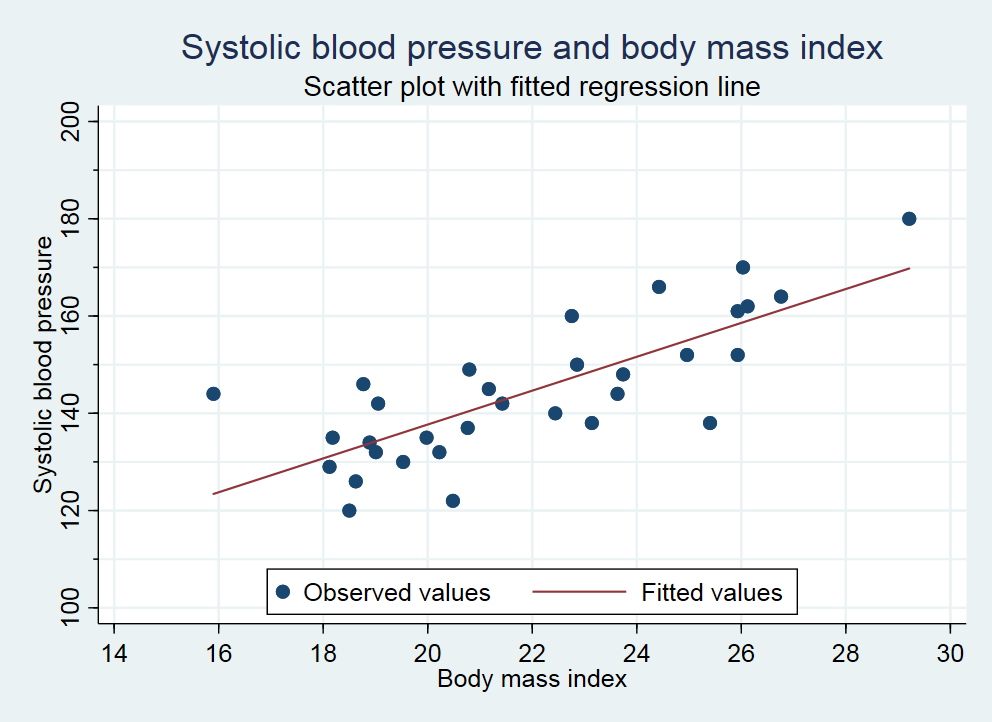 Systolic blood pressure and body mass index
Scatter plot with fitted regression line
Systolic blood pressure
200
180
160
140
120
100
Observed values Fitted values
14 16 18 20 22 24 26 28 30
Body mass index